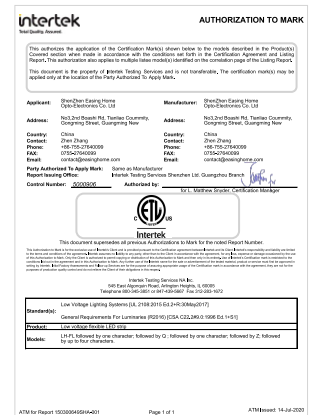 intertek
Total Quality. Assured.
AUTHORIZATION TO MARK
This authorizes the application of the Certification Mark(s) shown below to the models described in the Product(s)
Covered section when made in accordance with the conditions set forth in the Certification Agreement and Listing
Report. This authorization also applies to multiple listee model(s) identified on the correlation page of the Listing Report.
This document is the property of Intertek Testing Services and is not transferable. The certification mark(s) may be
applied only at the location of the Party Authorized To Apply Mark.
Applicant: ShenZhen Easing Home Opto-Electronics Co. Ltd
Manufacturer: ShenZhen Easing Home Opto-Electronics Co. Ltd
Address: No3,2nd Boashi Rd, Tianliao Coummity, Gongming Street, Guangming New
Address: No3,2nd Boashi Rd, Tianliao Coummity, Gongming Street, Guangming New
Country: China
Country: China
Contact: Zhen Zhang
Contact: Zhen Zhang
Phone: +86-755-27640099
Phone: +86-755-27640099
FAX: 0755-27640099
FAX: 0755-27640099
Email: contact@easinghome.com
Email: contact@easinghome.com
Party Authorized To Apply Mark: Same as Manufacturer
Report Issuing Office: Intertek Testing Services Shenzhen Ltd. Guangzhou Branch
Control Number: 5000906
Authorized by:
for L. Matthew Snyder, Certification Manager
ETL
C US
Intertek
This document supersedes all previous Authorizations to Mark for the noted Report Number.
Intertek Testing Services NA Inc.
545 East Algonquin Road, Arlington Heights, IL 60005
Telephone 800-345-3851 or 847-439-5667 Fax 312-283-1672
Standard(s): Low Voltage Lighting Systems [UL 2108:2015 Ed.2+R:30May2017]
General Requirements For Luminaires (R2016) [CSA C22.2#9.0:1996 Ed.1+S1]
Product: Low voltage flexible LED strip
Models: LH-FL followed by one character; followed by Q; followed by one character; followed by Z; followed
by up to four characters.
ATM for Report 150300649SHA-001
Page 1 of 1
ATM Issued: 14-Jul-2020